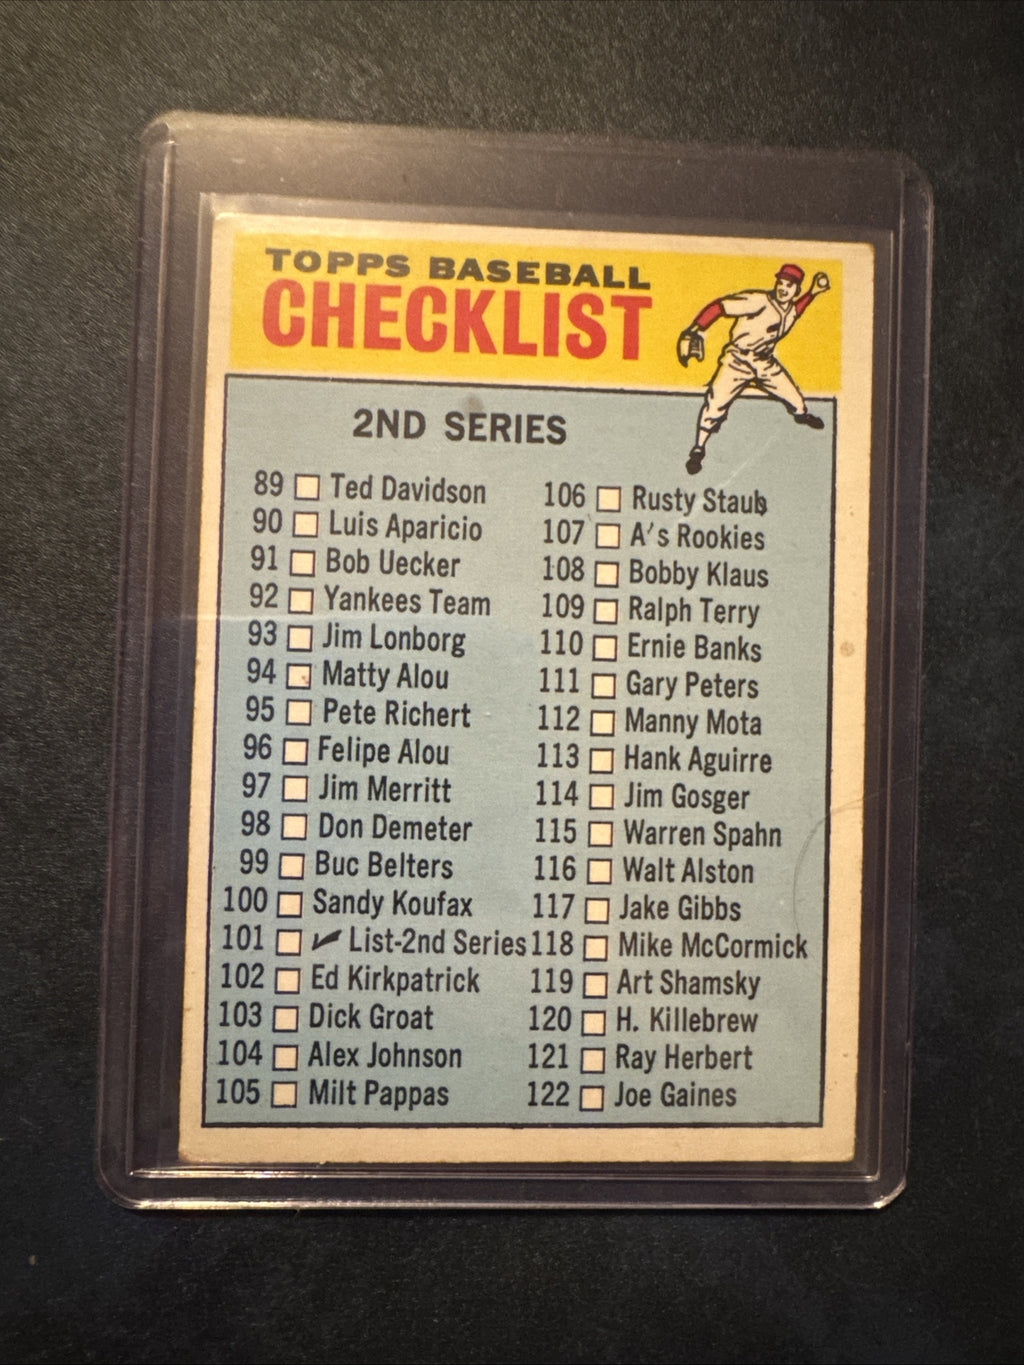 TOPPS BASEBALL
CHECKLIST
2ND SERIES
89 Ted Davidson
90 Luis Aparicio
91 Bob Uecker
92 Yankees Team
93 Jim Lonborg
94 Matty Alou
95 Pete Richert
96 Felipe Alou
97 Jim Merritt
98 Don Demeter
99 Buc Belters
100 Sandy Koufax
101 ✓ List-2nd Series
102 Ed Kirkpatrick
103 Dick Groat
104 Alex Johnson
105 Milt Pappas
106 Rusty Staub
107 A's Rookies
108 Bobby Klaus
109 Ralph Terry
110 Ernie Banks
111 Gary Peters
112 Manny Mota
113 Hank Aguirre
114 Jim Gosger
115 Warren Spahn
116 Walt Alston
117 Jake Gibbs
118 Mike McCormick
119 Art Shamsky
120 H. Killebrew
121 Ray Herbert
122 Joe Gaines